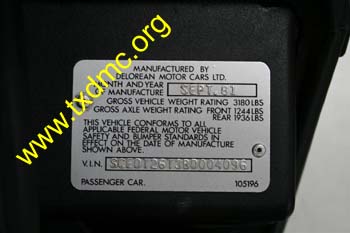 MANUFACTURED BY
DELOREAN MOTOR CARS LTD.
MONTH AND YEAR
OF MANUFACTURE SEPT. 81
GROSS VEHICLE WEIGHT RATING 3180 LBS
GROSS AXLE WEIGHT RATING FRONT 1244 LBS
REAR 1936 LBS
THIS VEHICLE CONFORMS TO ALL
APPLICABLE FEDERAL MOTOR VEHICLE
SAFETY AND BUMPER STANDARDS IN
EFFECT ON THE DATE OF MANUFACTURE
SHOWN ABOVE.
V.I.N. SCEDT26T3BD004096
PASSENGER CAR. 105196
www.txdmc.org